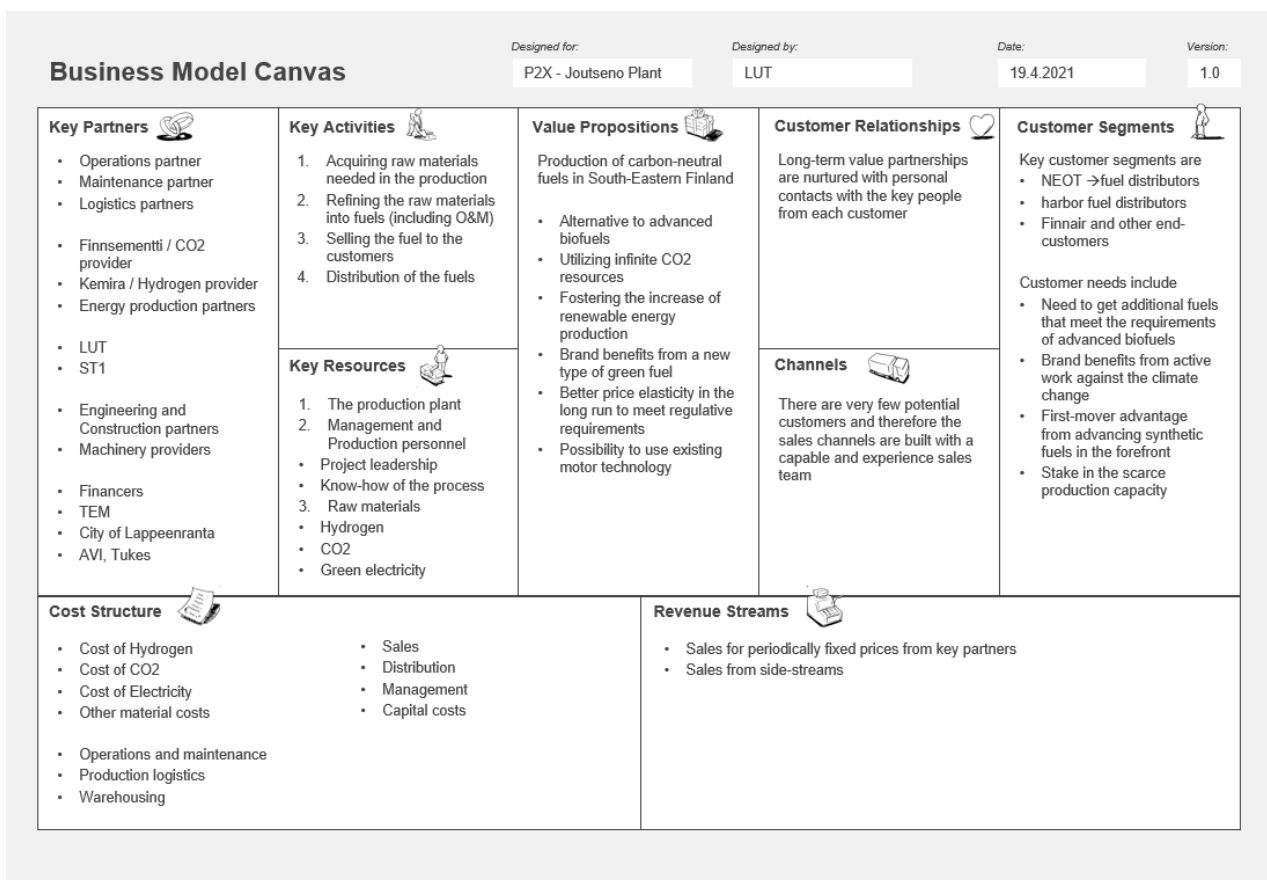 Designed for:
Designed by:
Date:
Version:
Business Model Canvas
P2X - Joutseno Plant
LUT
19.4.2021
1.0
Key Partners
• Operations partner
• Maintenance partner
• Logistics partners
• Finnsementti / CO2
provider
• Kemira / Hydrogen provider
• Energy production partners
• LUT
• ST1
• Engineering and
Construction partners
• Machinery providers
• Financers
• TEM
• City of Lappeenranta
• AVI, Tukes
Key Activities
1. Acquiring raw materials
needed in the production
2. Refining the raw materials
into fuels (including O&M)
3. Selling the fuel to the
customers
4. Distribution of the fuels
Key Resources
1. The production plant
2. Management and
Production personnel
• Project leadership
• Know-how of the process
3. Raw materials
• Hydrogen
• CO2
• Green electricity
Value Propositions
Production of carbon-neutral
fuels in South-Eastern Finland
• Alternative to advanced
biofuels
• Utilizing infinite CO2
resources
• Fostering the increase of
renewable energy
production
• Brand benefits from a new
type of green fuel
• Better price elasticity in the
long run to meet regulative
requirements
• Possibility to use existing
motor technology
Customer Relationships
Long-term value partnerships
are nurtured with personal
contacts with the key people
from each customer
Channels
There are very few potential
customers and therefore the
sales channels are built with a
capable and experience sales
team
Customer Segments
Key customer segments are
• NEOT →fuel distributors
• harbor fuel distributors
• Finnair and other end-
customers
Customer needs include
• Need to get additional fuels
that meet the requirements
of advanced biofuels
• Brand benefits from active
work against the climate
change
• First-mover advantage
from advancing synthetic
fuels in the forefront
• Stake in the scarce
production capacity
Cost Structure
• Cost of Hydrogen
• Cost of CO2
• Cost of Electricity
• Other material costs
• Operations and maintenance
• Production logistics
• Warehousing
• Sales
• Distribution
• Management
• Capital costs
Revenue Streams
• Sales for periodically fixed prices from key partners
• Sales from side-streams